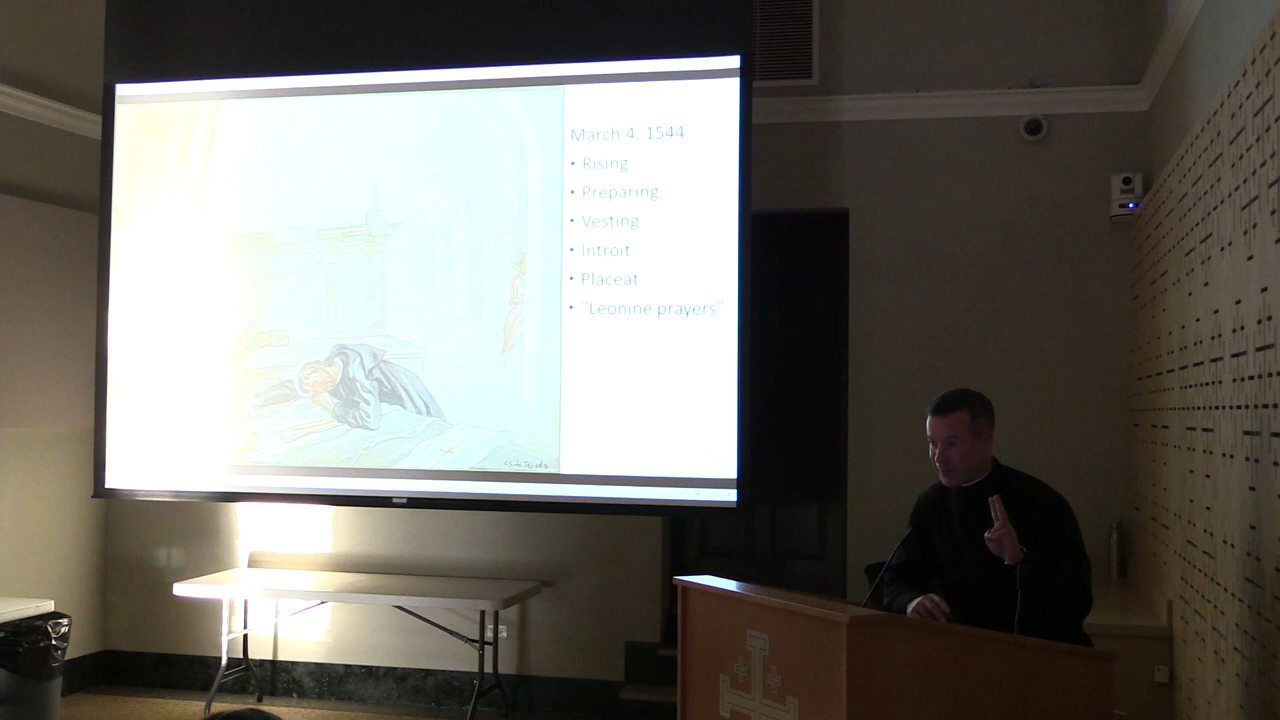 March 4, 1544
• Rising
• Preparing
• Vesting
• Introit
• Placeat
• "Leonine prayers"